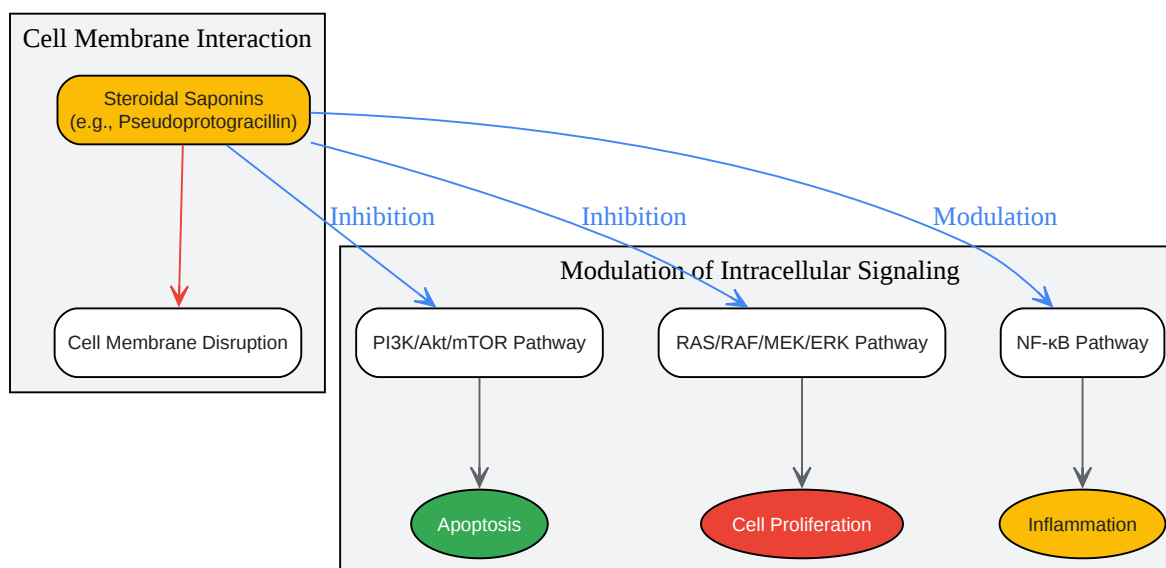 Cell Membrane Interaction
Steroidal Saponins
(e.g., Pseudoprotogracillin)
Inhibition
Inhibition
Modulation
Modulation of Intracellular Signaling
Cell Membrane Disruption
PI3K/Akt/mTOR Pathway
RAS/RAF/MEK/ERK Pathway
NF-κB Pathway
Apoptosis
Cell Proliferation
Inflammation